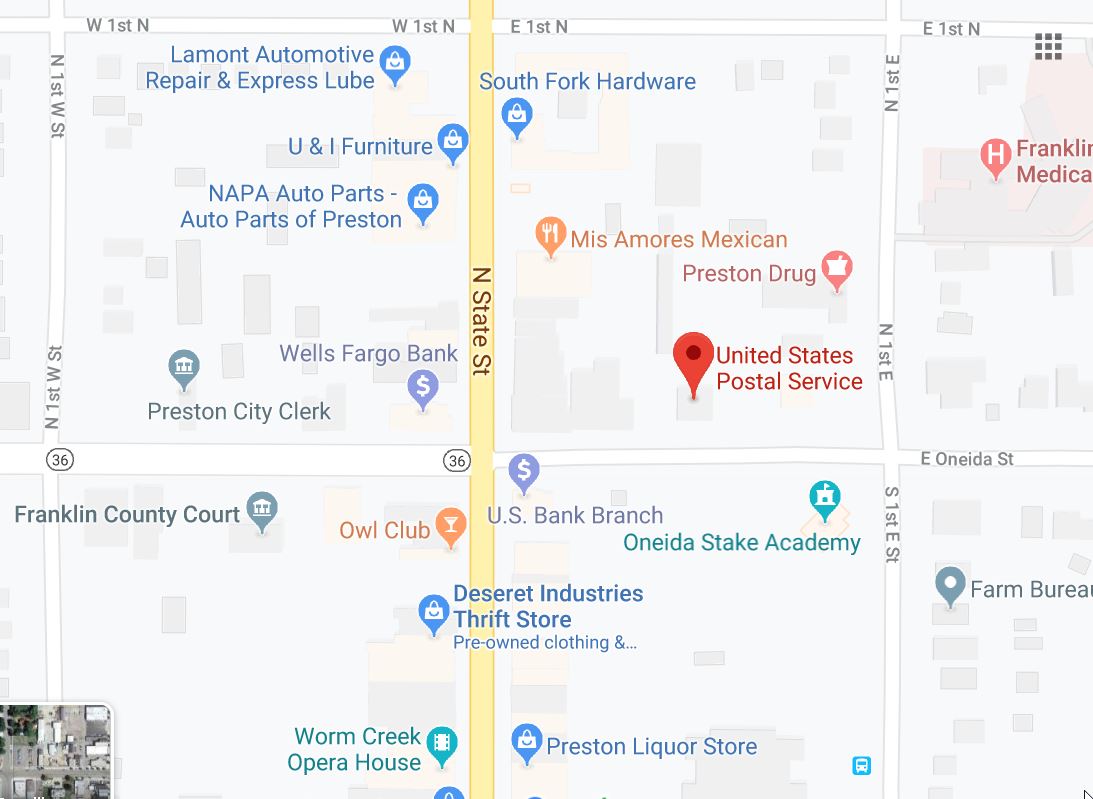 W 1st N
W 1st N
E 1st N
E 1st N
Lamont Automotive
Repair & Express Lube
N 1st W St
N 1st E
South Fork Hardware
U & I Furniture
Franklin
Medica
NAPA Auto Parts -
Auto Parts of Preston
Mis Amores Mexican
Preston Drug
N State St
Wells Fargo Bank
United States
Postal Service
N 1st W St
N 1st E
Preston City Clerk
36
36
E Oneida St
Franklin County Court
Owl Club
U.S. Bank Branch
S 1st E St
Oneida Stake Academy
Deseret Industries
Thrift Store
Pre-owned clothing &...
Farm Bureau
Worm Creek
Opera House
Preston Liquor Store